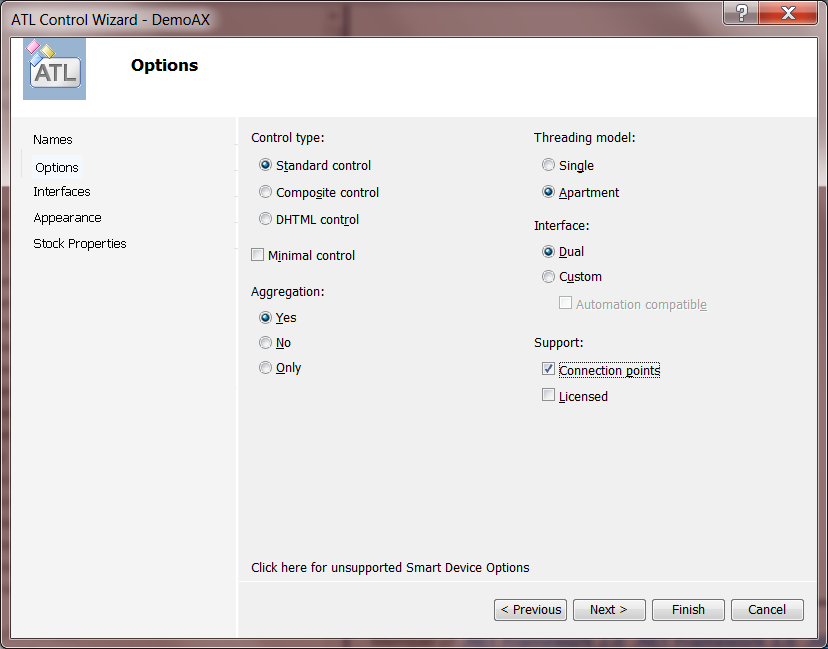 ATL Control Wizard - DemoAX
?
X
ATL
Options
Names
Options
Interfaces
Appearance
Stock Properties
Control type:
Standard control
Composite control
DHTML control
Minimal control
Aggregation:
Yes
No
Only
Threading model:
Single
Apartment
Interface:
Dual
Custom
Automation compatible
Support:
Connection points
Licensed
Click here for unsupported Smart Device Options
< Previous
Next >
Finish
Cancel